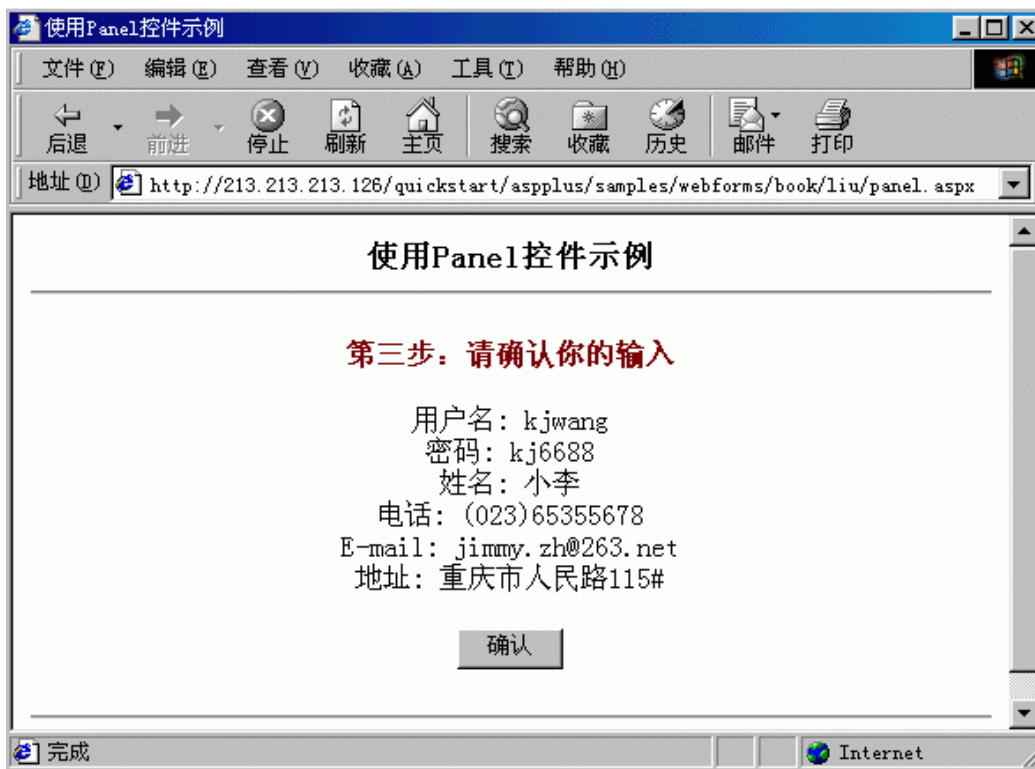 使用Panel控件示例
文件(F) 编辑(E) 查看(V) 收藏(A) 工具(T) 帮助(H)
后退 前进 停止 刷新 主页 搜索 收藏 历史 邮件 打印
地址(D) http://213.213.213.126/quickstart/aspplus/samples/webforms/book/liu/panel.aspx
使用Panel控件示例
第三步：请确认你的输入
用户名: kjwang
密码: kj6688
姓名: 小李
电话: (023)65355678
E-mail: jimmy.zh@263.net
地址: 重庆市人民路115#
确认
完成 Internet